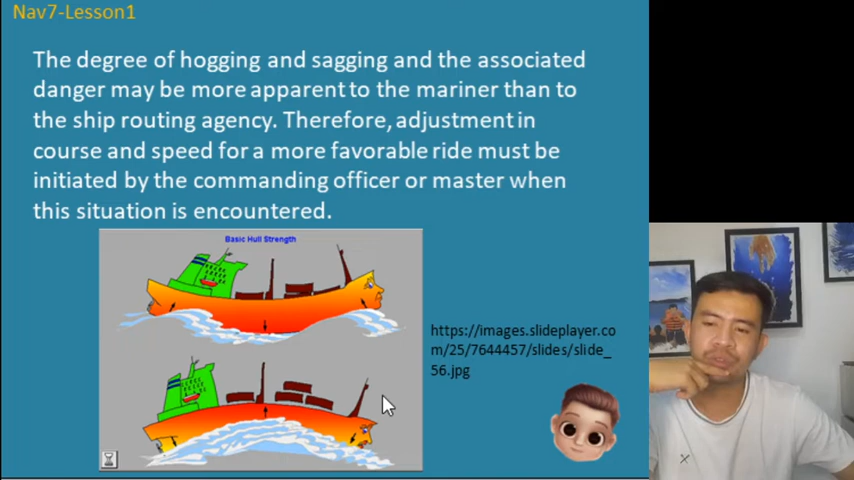 Nav7-Lesson1
The degree of hogging and sagging and the associated
danger may be more apparent to the mariner than to
the ship routing agency. Therefore, adjustment in
course and speed for a more favorable ride must be
initiated by the commanding officer or master when
this situation is encountered.
Basic Hull Strength
https://images.slideplayer.co
m/25/7644457/slides/slide_
56.jpg